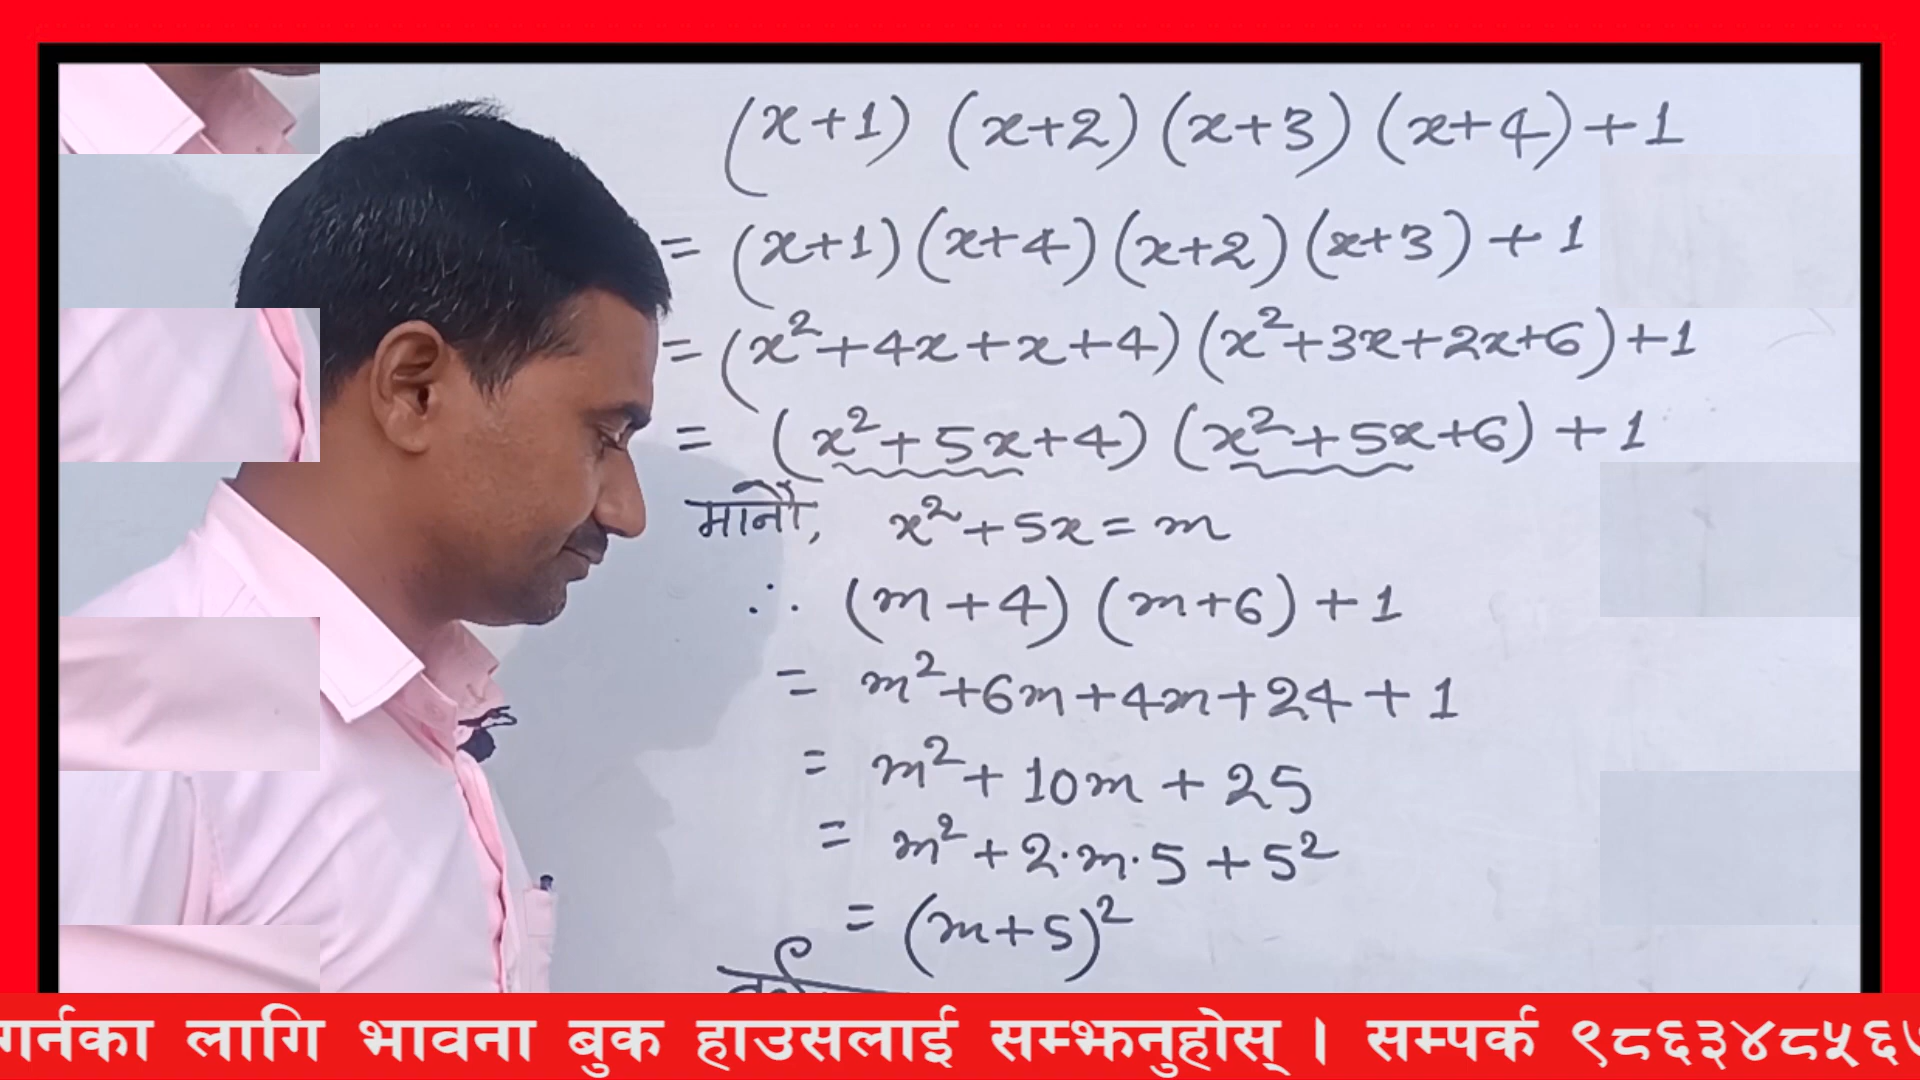 (x+1) (x+2) (x+3) (x+4) +1
= (x+1) (x+4) (x+2) (x+3) + 1
= (x²+4x+x+4) (x²+3x+2x+6) +1
= (x²+5x+4) (x²+5x+6) +1
मानौ, x²+5x = m
∴ (m+4) (m+6) +1
= m²+6m+4m+24+1
= m²+10m+25
= m²+2·m·5+5²
= (m+5)²
गर्नका लागि भावना बुक हाउसलाई सम्झनुहोस् । सम्पर्क ९८६३४८५६